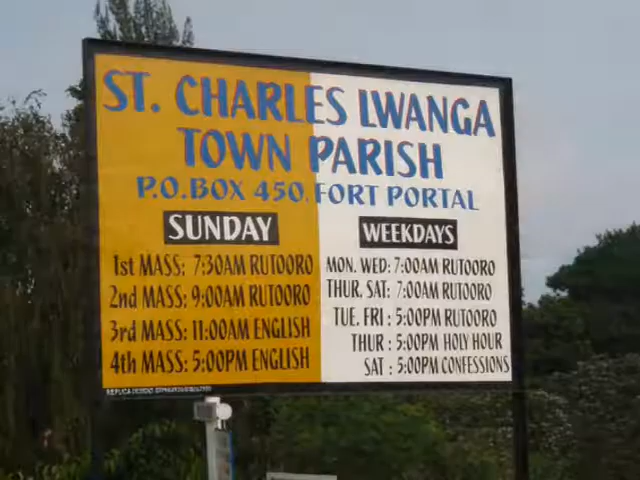 ST. CHARLES LWANGA
TOWN PARISH
P.O.BOX 450. FORT PORTAL
SUNDAY
1st MASS: 7:30AM RUTOORO
2nd MASS: 9:00AM RUTOORO
3rd MASS: 11:00AM ENGLISH
4th MASS: 5:00PM ENGLISH
WEEKDAYS
MON. WED: 7:00AM RUTOORO
THUR. SAT: 7:00AM RUTOORO
TUE. FRI : 5:00PM RUTOORO
THUR : 5:00PM HOLY HOUR
SAT : 5:00PM CONFESSIONS